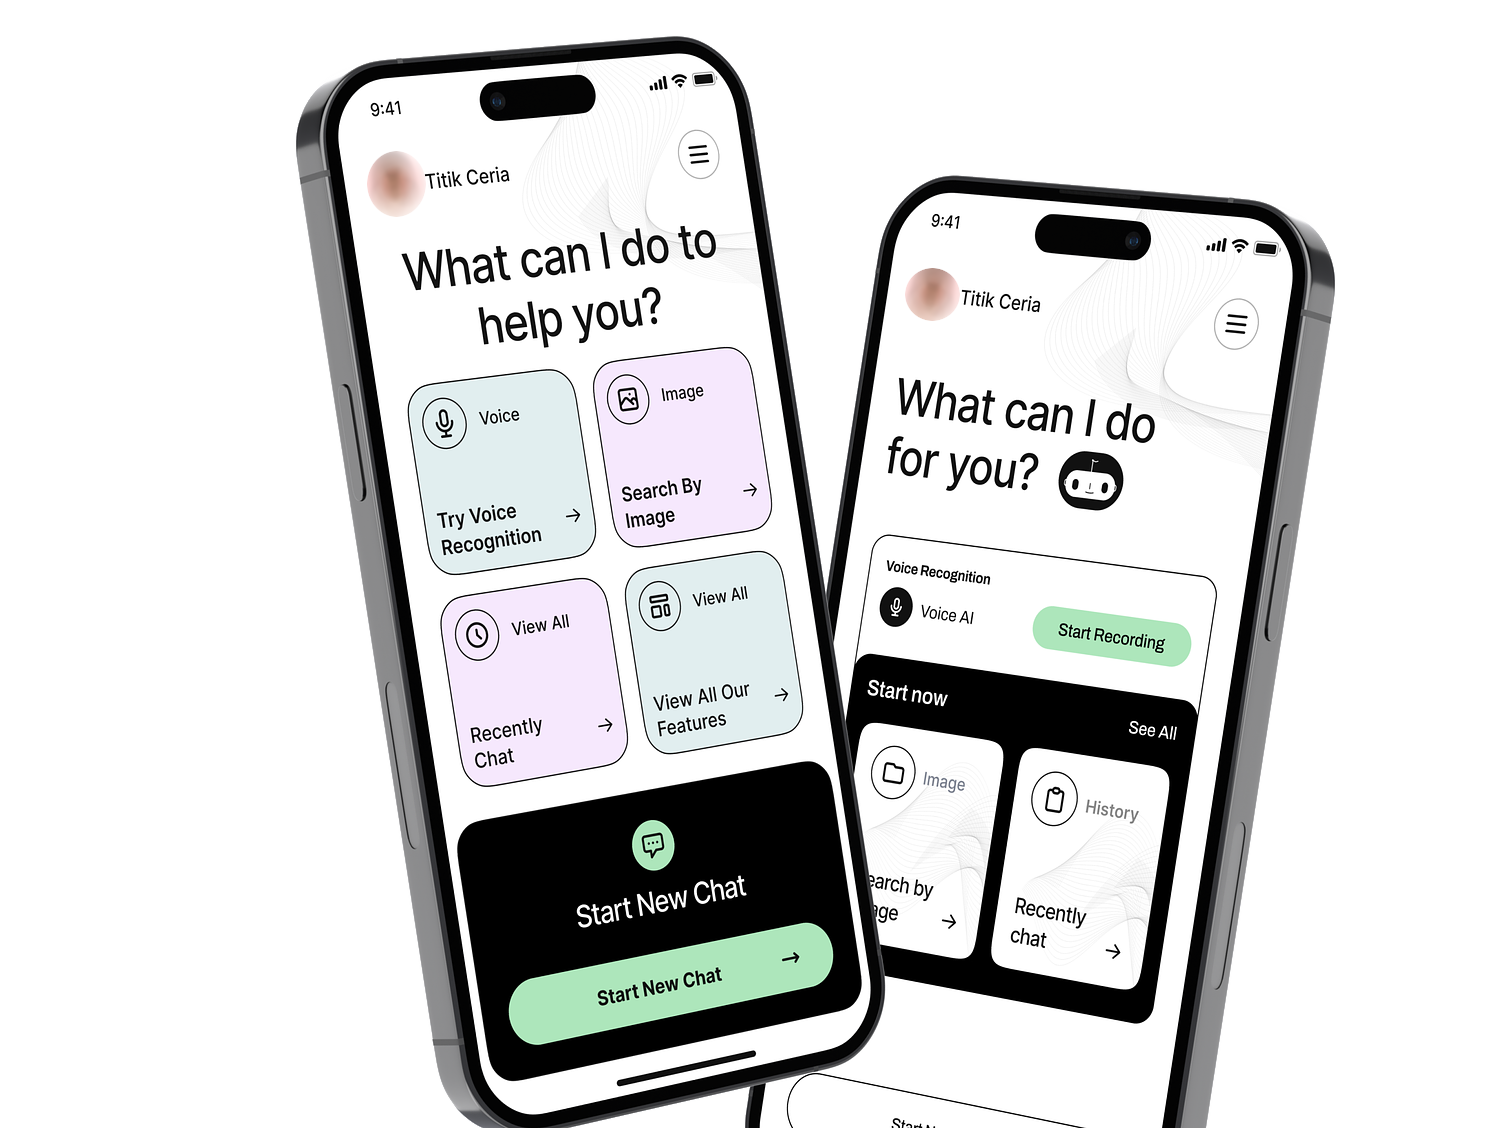 9:41
Titik Ceria
What can I do to
help you?
Voice
Try Voice
Recognition
Image
Search By
Image
View All
Recently
Chat
View All
View All Our
Features
Start New Chat
Start New Chat
9:41
Titik Ceria
What can I do
for you?
Voice Recognition
Voice AI
Start Recording
Start now
See All
Image
earch by
age
History
Recently
chat
Start N